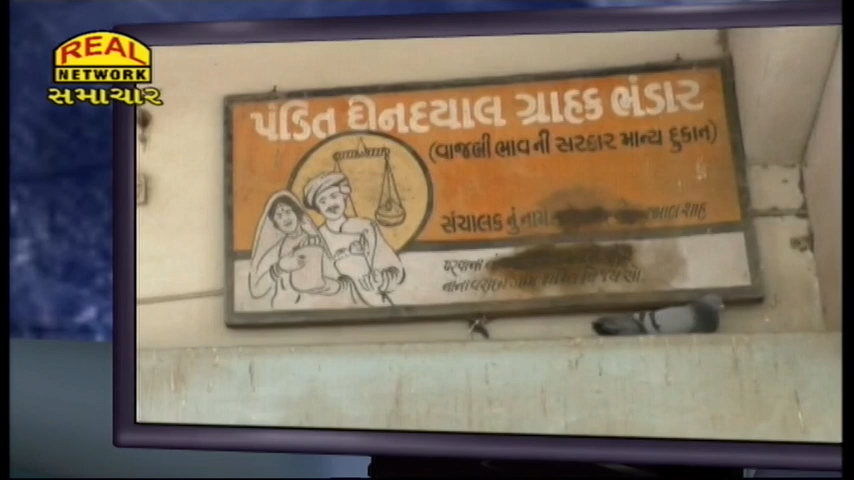 REAL
NETWORK
સમાચાર
પંડિત દીનદયાલ ગ્રાહક ભંડાર
(વાજબી ભાવ ની સરકાર માન્ય દુકાન)
સંચાલક નું નામ